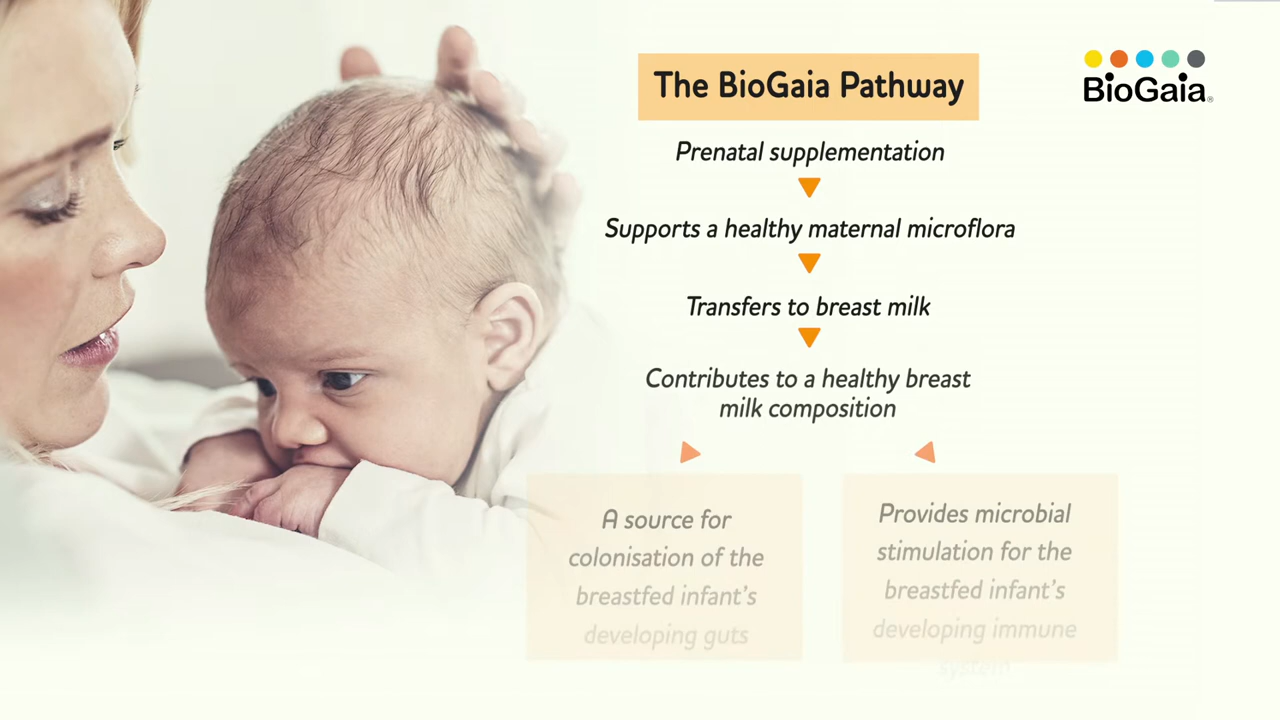 The BioGaia Pathway
BioGaia®
Prenatal supplementation
Supports a healthy maternal microflora
Transfers to breast milk
Contributes to a healthy breast
milk composition
A source for
colonisation of the
breastfed infant's
developing guts
Provides microbial
stimulation for the
breastfed infant's
developing immune
system